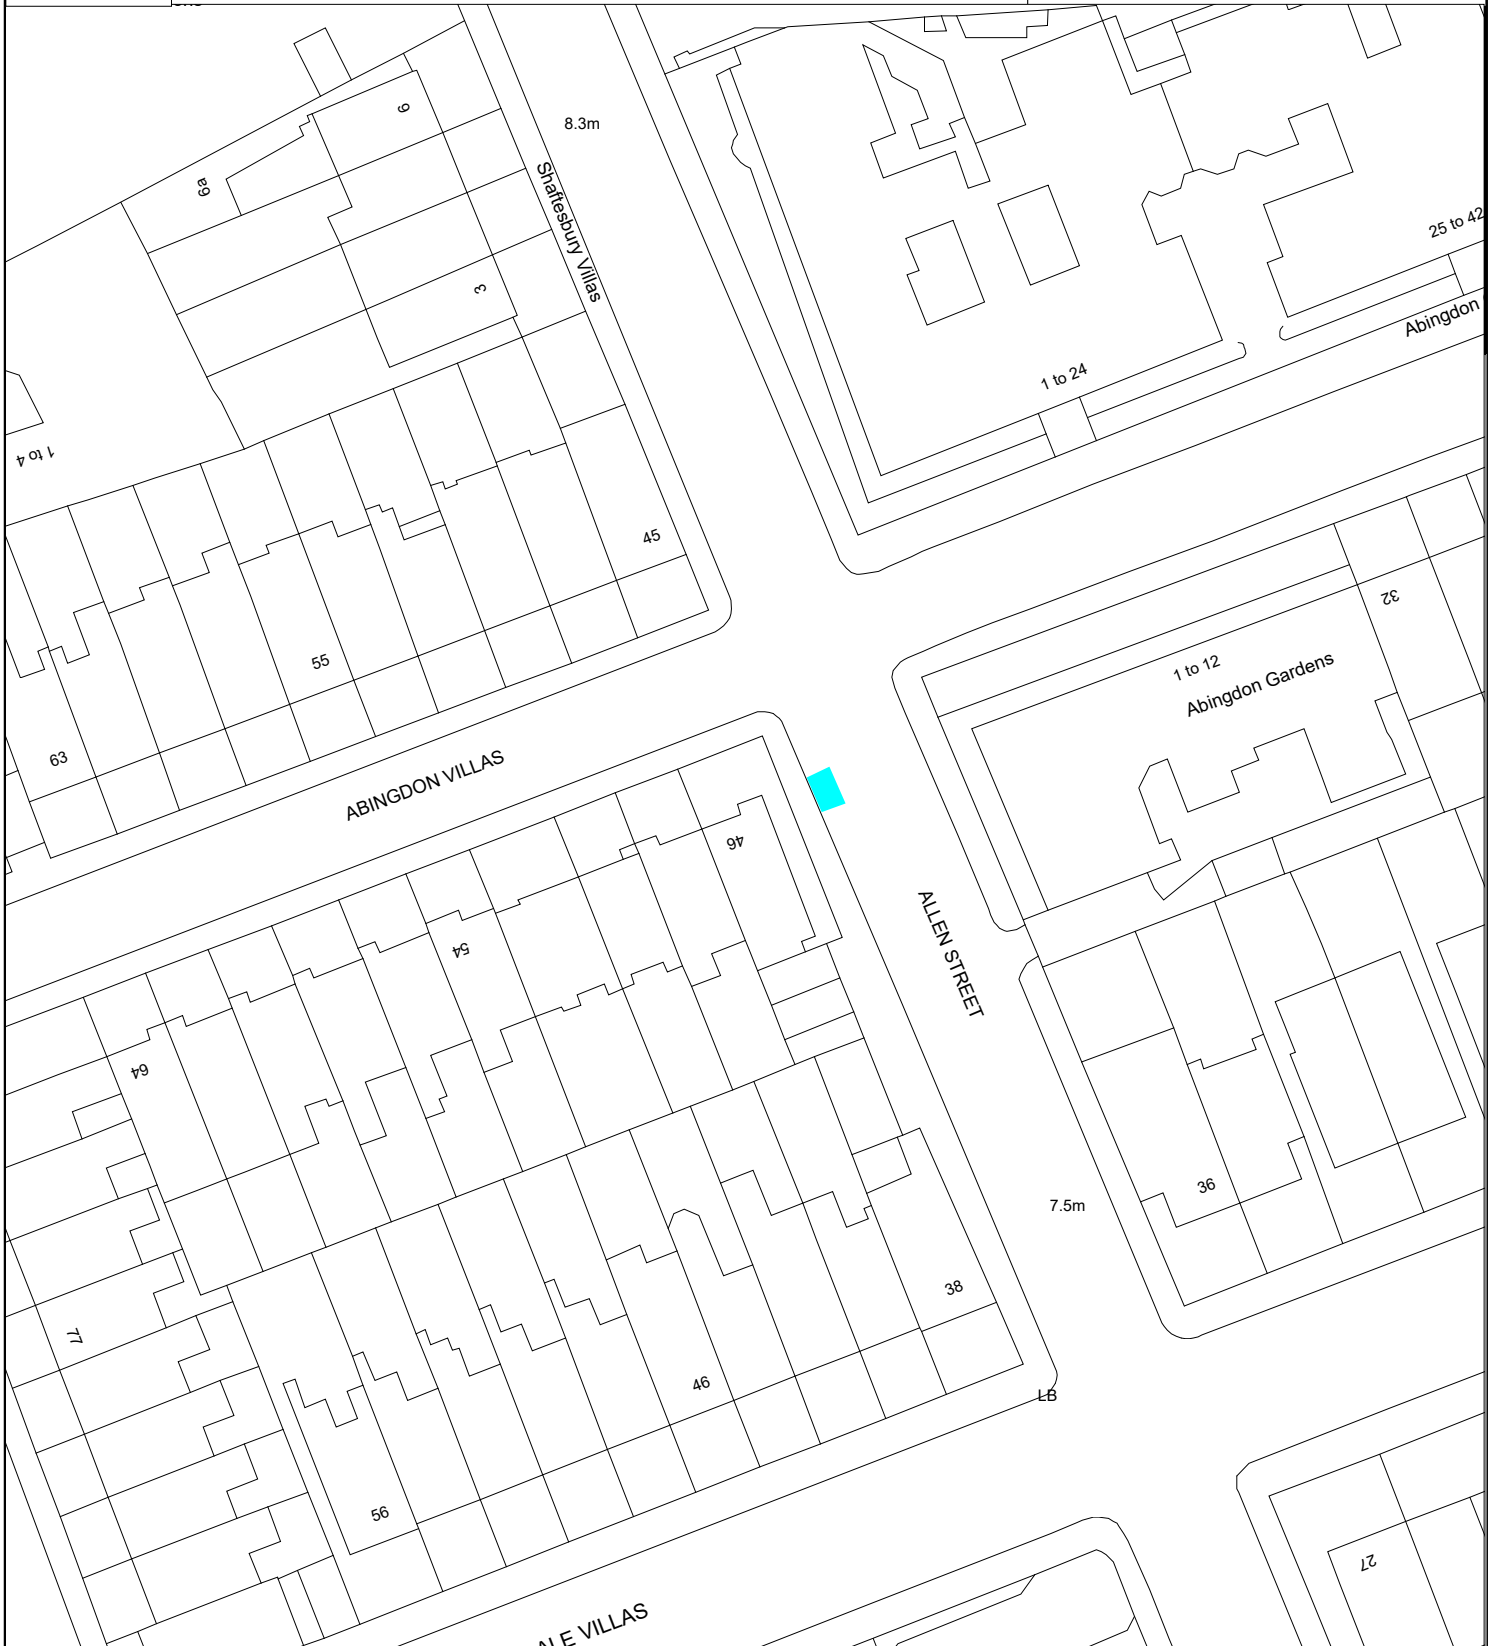 6
8.3m
6a
Shaftesbury Villas
25 to 42
3
Abingdon
1 to 24
1 to 4
45
32
55
1 to 12
Abingdon Gardens
63
ABINGDON VILLAS
46
54
ALLEN STREET
64
36
7.5m
38
77
46
LB
56
27
ALE VILLAS